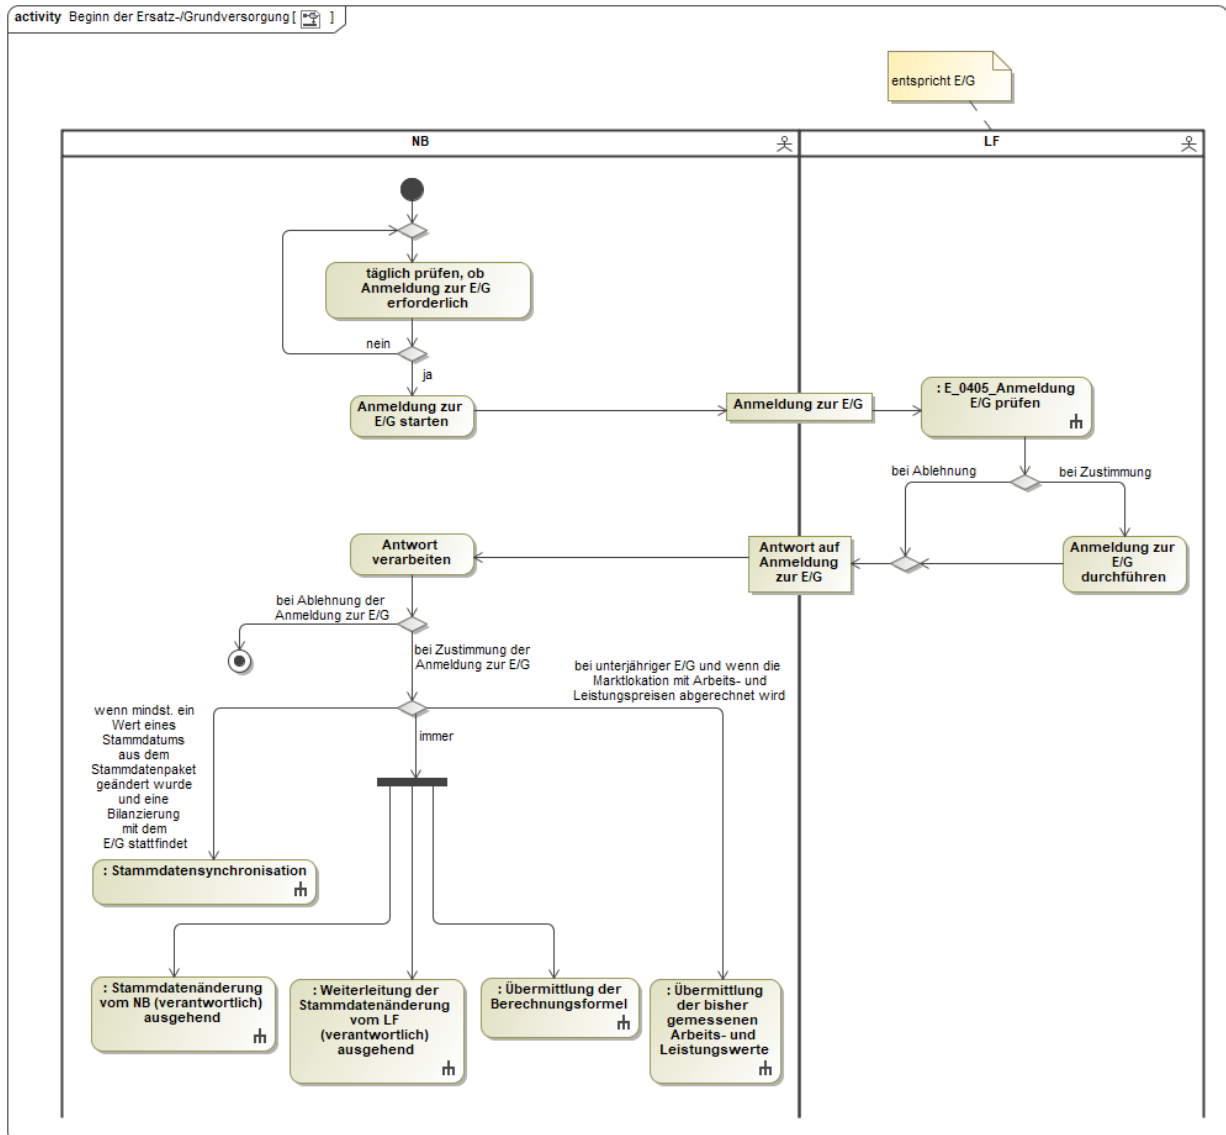 activity Beginn der Ersatz-/Grundversorgung [ ]
entspricht E/G
NB
LF
täglich prüfen, ob
Anmeldung zur E/G
erforderlich
nein
ja
Anmeldung zur
E/G starten
Anmeldung zur E/G
: E_0405_Anmeldung
E/G prüfen
bei Ablehnung
bei Zustimmung
Antwort
verarbeiten
Antwort auf
Anmeldung
zur E/G
Anmeldung zur
E/G
durchführen
bei Ablehnung der
Anmeldung zur E/G
bei Zustimmung der
Anmeldung zur E/G
bei unterjähriger E/G und wenn die
Marktlokation mit Arbeits- und
Leistungspreisen abgerechnet wird
wenn mindst. ein
Wert eines
Stammdatums
aus dem
Stammdatenpaket
geändert wurde
und eine
Bilanzierung
mit dem
E/G stattfindet
immer
: Stammdatensynchronisation
: Stammdatenänderung
vom NB (verantwortlich)
ausgehend
: Weiterleitung der
Stammdatenänderung
vom LF
(verantwortlich)
ausgehend
: Übermittlung der
Berechnungsformel
: Übermittlung
der bisher
gemessenen
Arbeits- und
Leistungswerte